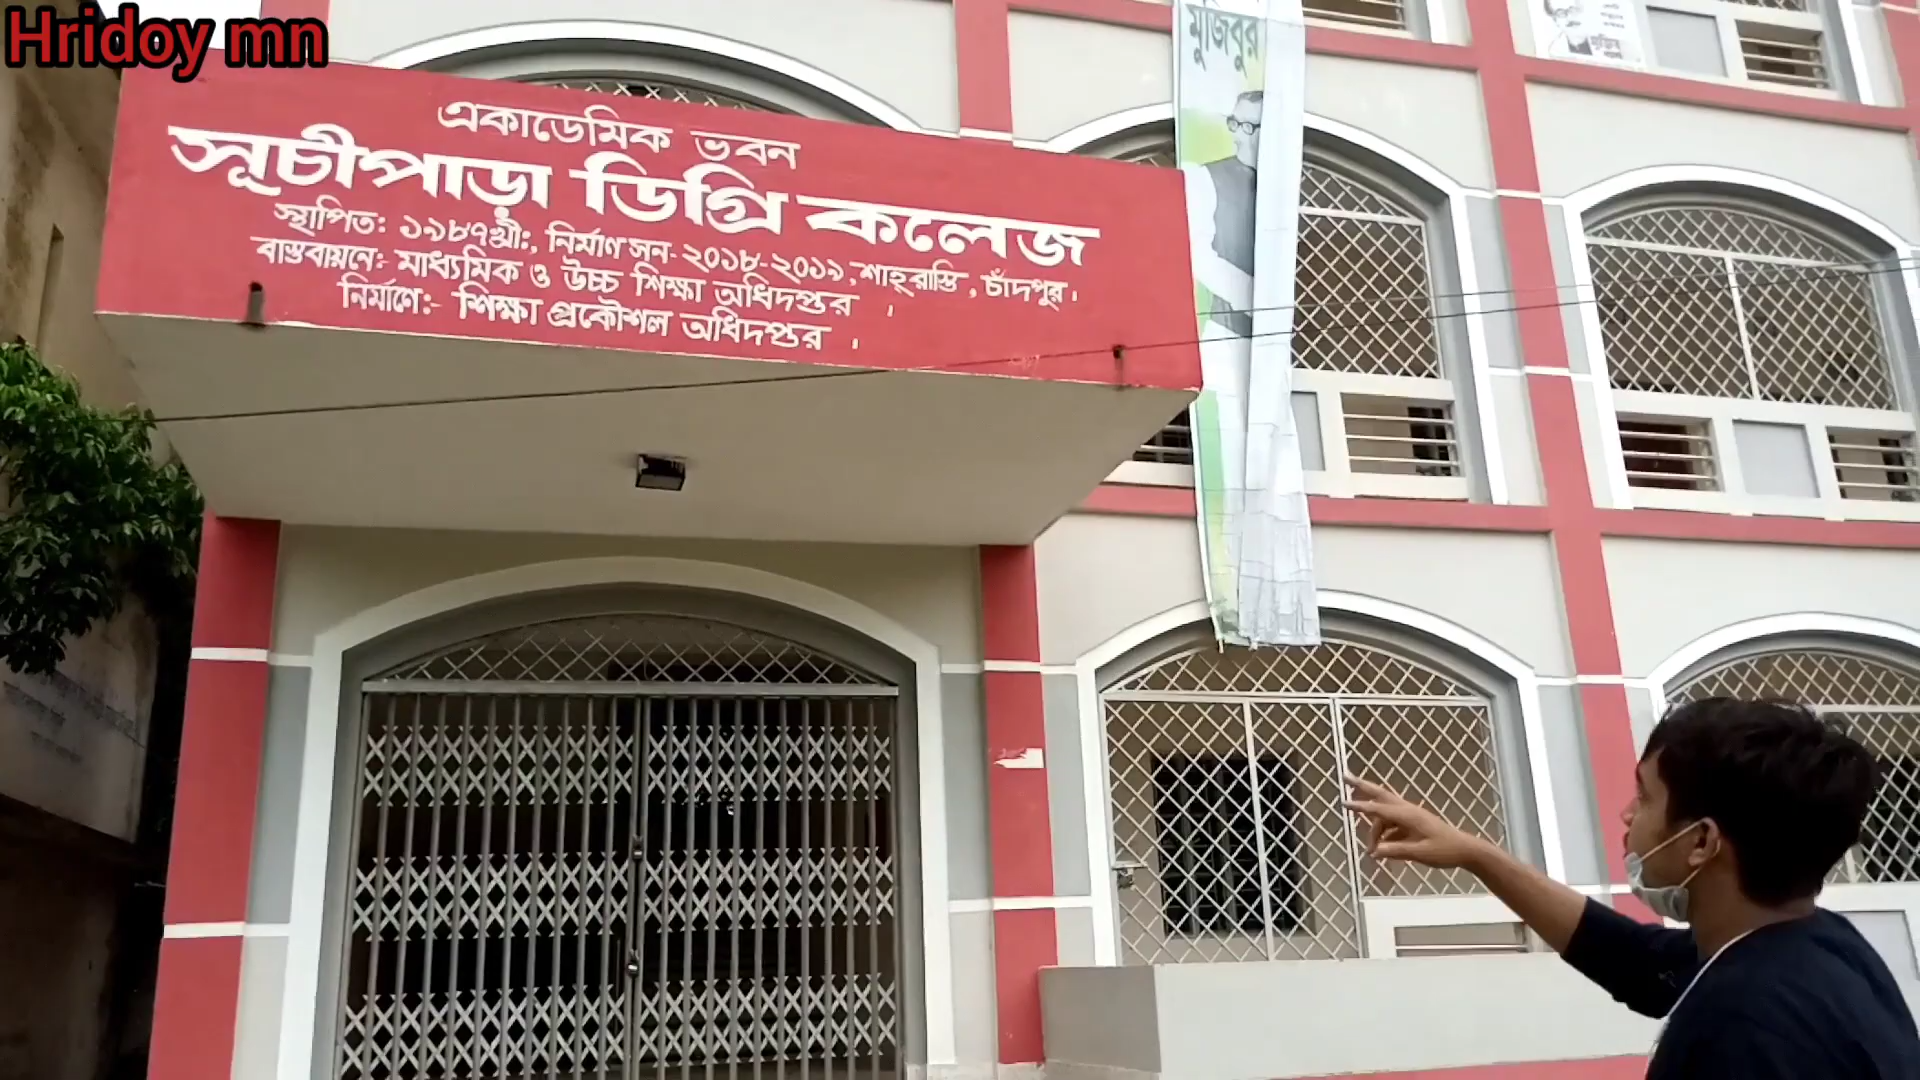 Hridoy mn
একাডেমিক ভবন
সূচীপাড়া ডিগ্রি কলেজ
স্থাপিত: ১৯৮৭খ্রী:, নির্মাণ সন- ২০১৮-২০১৯, শাহ্‌রাস্তি, চাঁদপুর।
বাস্তবায়নে:- মাধ্যমিক ও উচ্চ শিক্ষা অধিদপ্তর ।
নির্মাণে:- শিক্ষা প্রকৌশল অধিদপ্তর ।
মুজিবুর